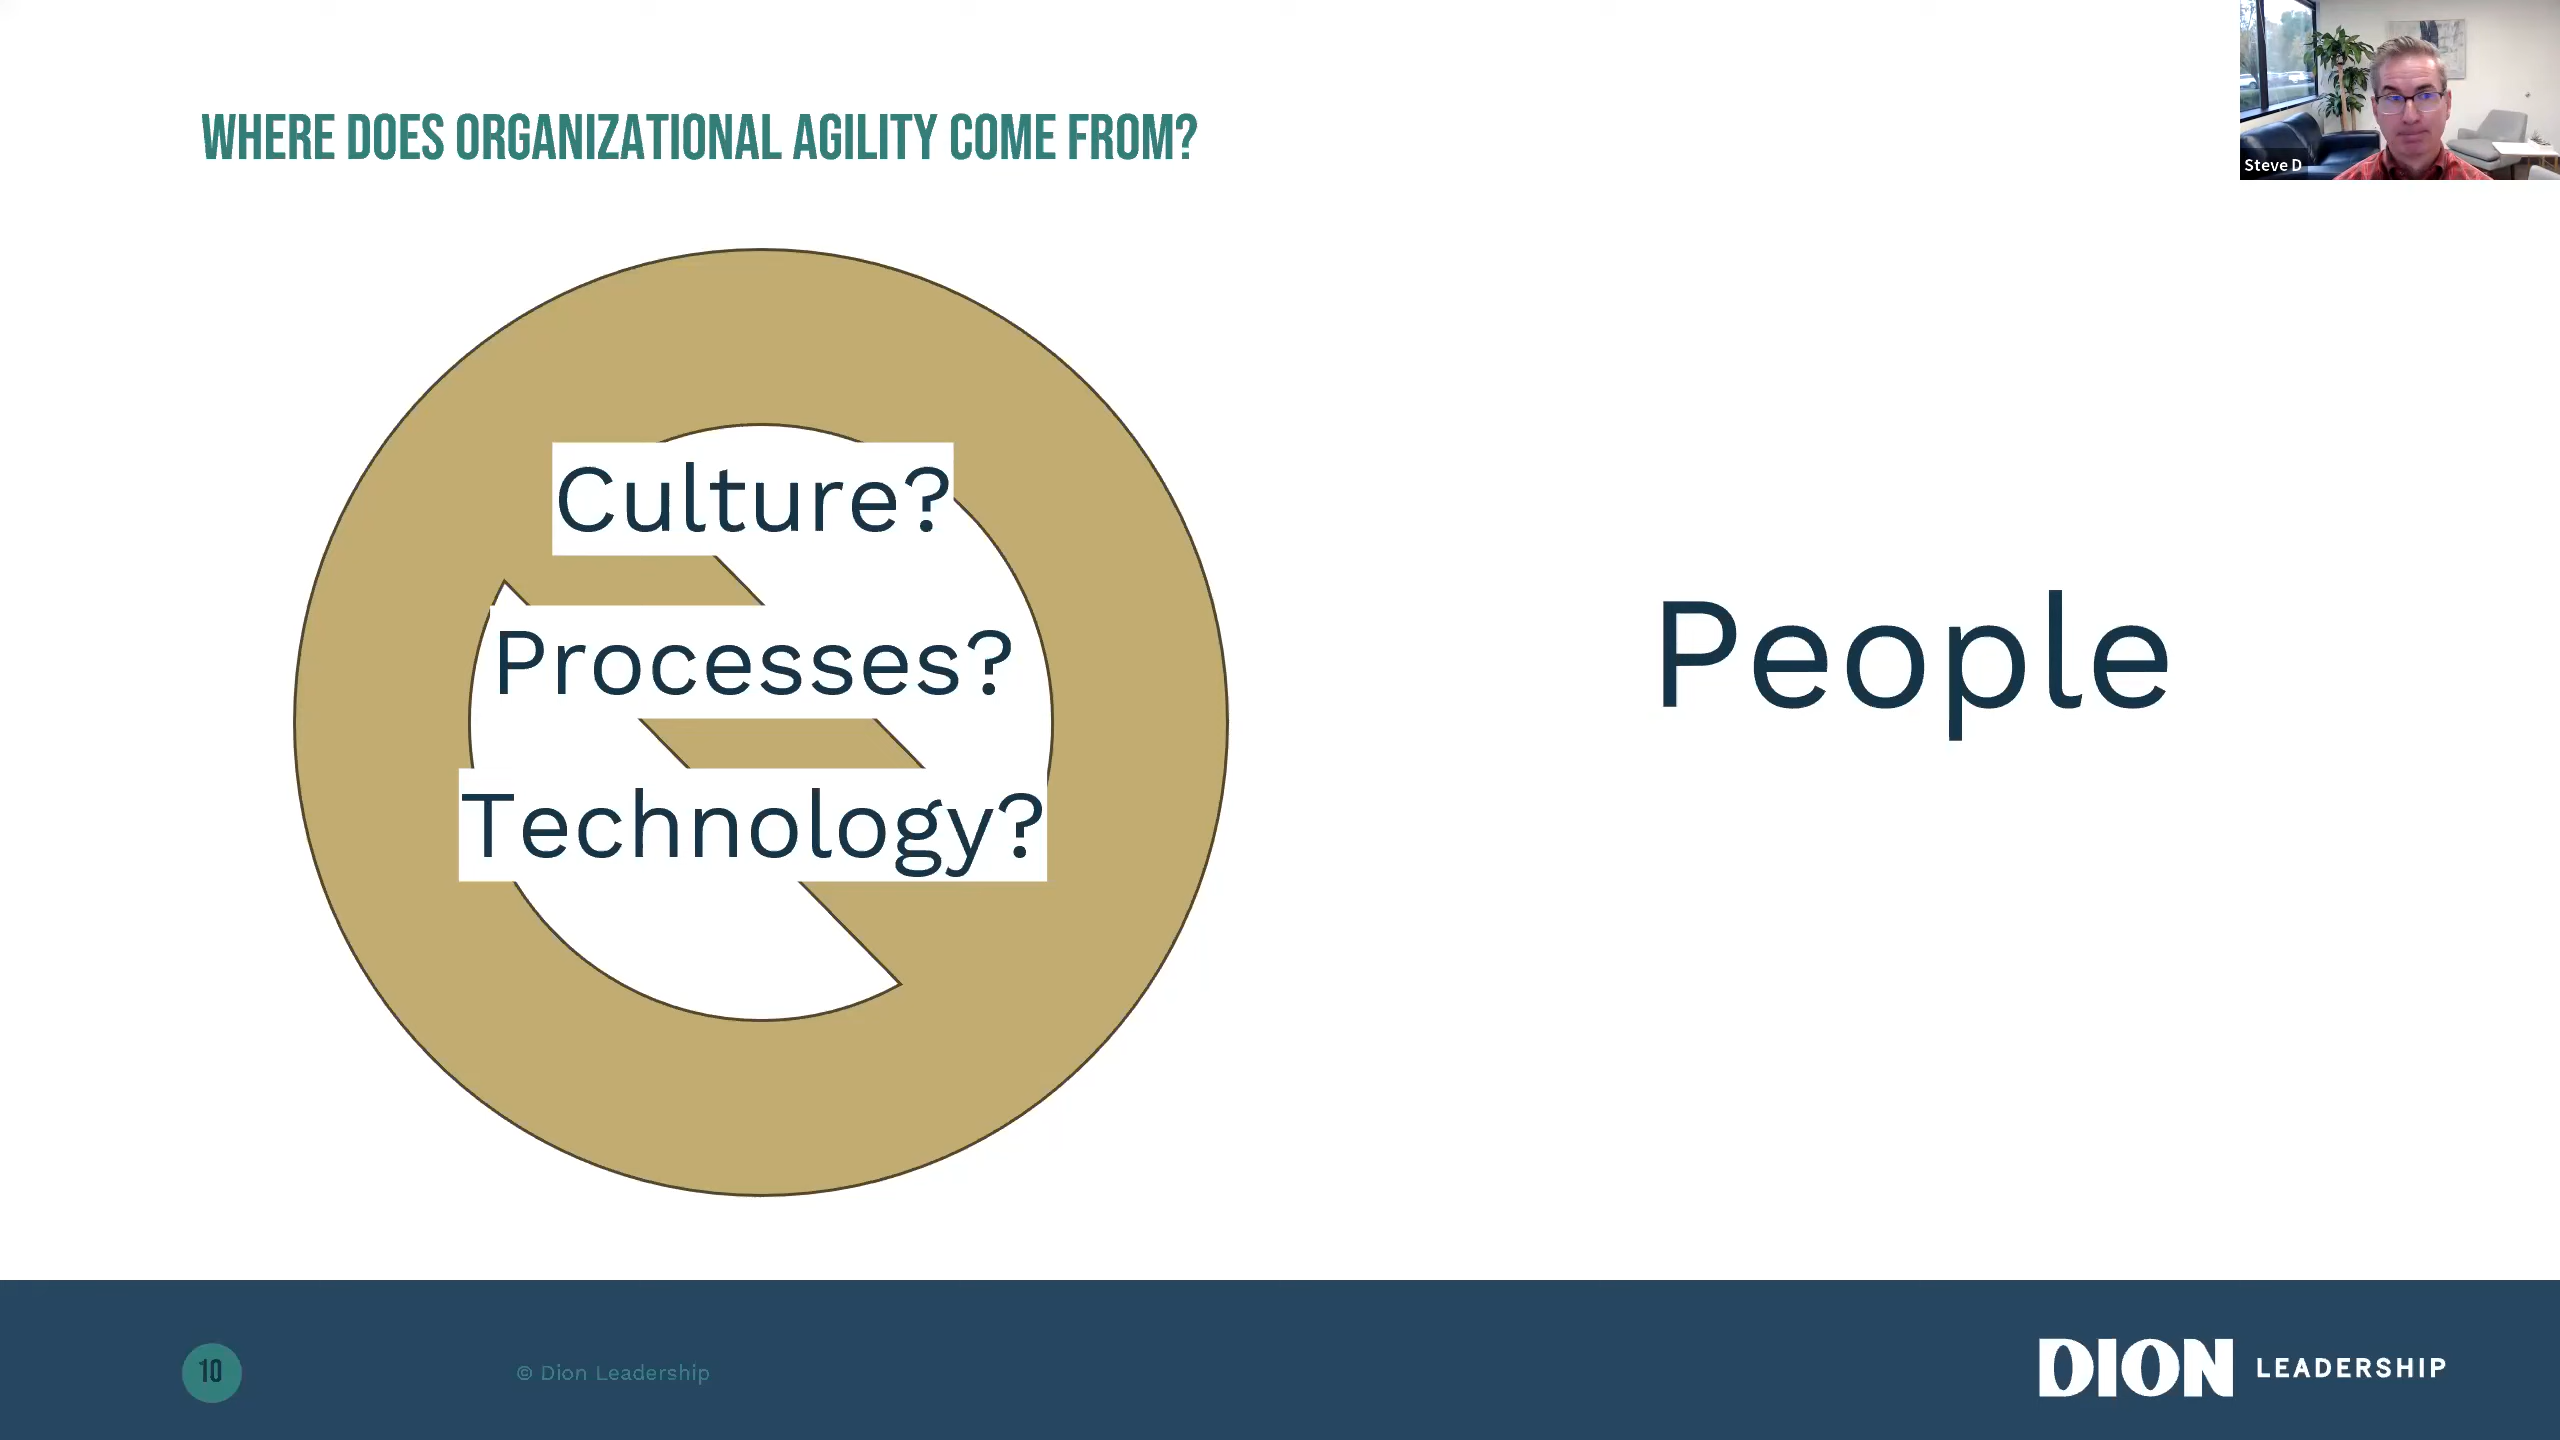 WHERE DOES ORGANIZATIONAL AGILITY COME FROM?
Steve D
Culture?
Processes?
Technology?
People
10
© Dion Leadership
DION LEADERSHIP